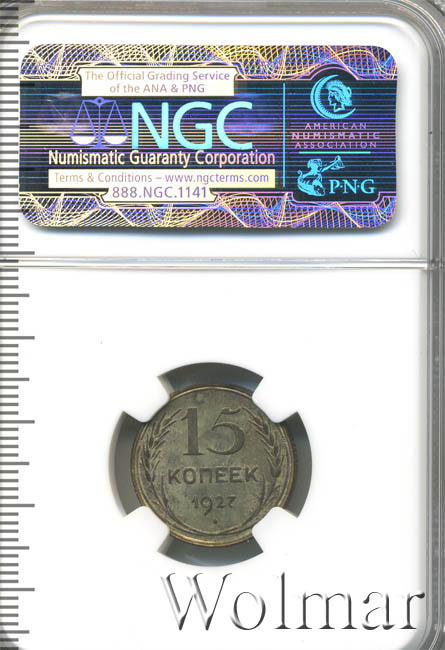 The Official Grading Service
of the ANA & PNG
NGC
Numismatic Guaranty Corporation
Terms & Conditions – www.ngcterms.com
888.NGC.1141
AMERICAN
NUMISMATIC
ASSOCIATION
P·N·G
15
КОПЕЕК
1927
Wolmar